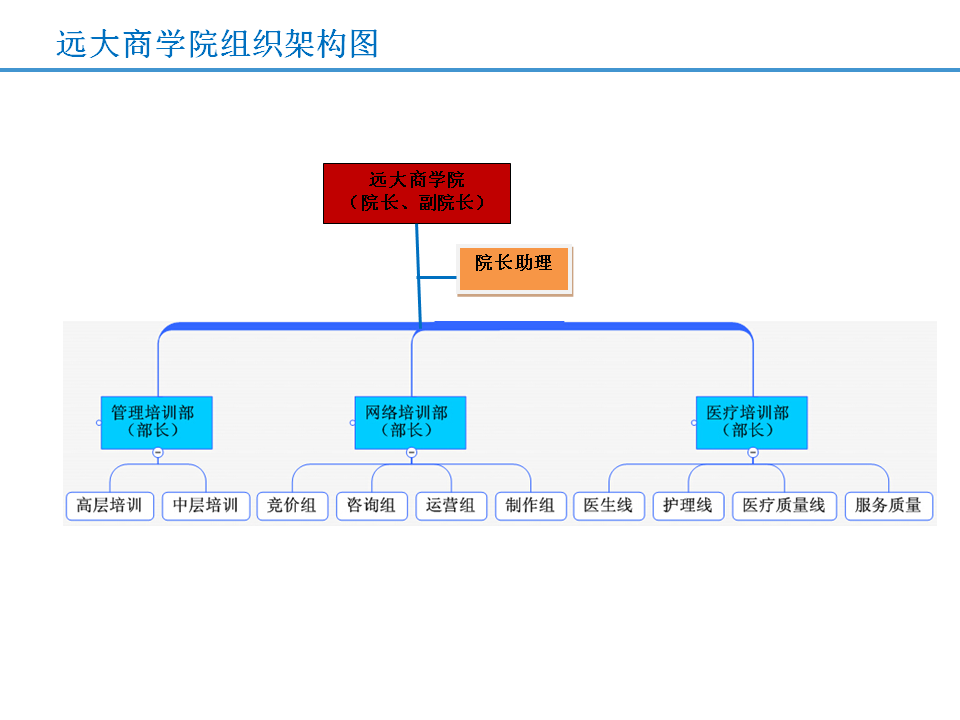 远大商学院组织架构图
远大商学院
（院长、副院长）
院长助理
管理培训部
（部长）
网络培训部
（部长）
医疗培训部
（部长）
高层培训
中层培训
竞价组
咨询组
运营组
制作组
医生线
护理线
医疗质量线
服务质量